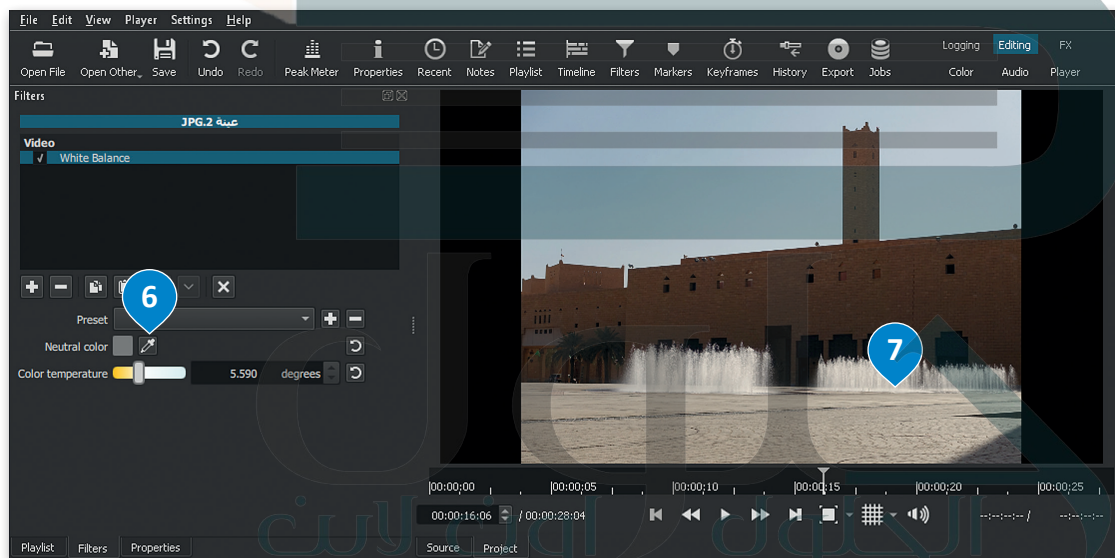 File Edit View Player Settings Help
Open File Open Other Save Undo Redo Peak Meter Properties Recent Notes Playlist Timeline Filters Markers Keyframes History Export Jobs
Logging Editing FX
Color Audio Player
Filters
عينة 2.JPG
Video
√ White Balance
6
Preset
Neutral color
Color temperature 5.590 degrees
7
00:00:00 00:00:05 00:00:10 00:00:15 00:00:20 00:00:25
00:00:16:06 / 00:00:28:04 --:--:--:-- / --:--:--:--
Playlist Filters Properties Source Project